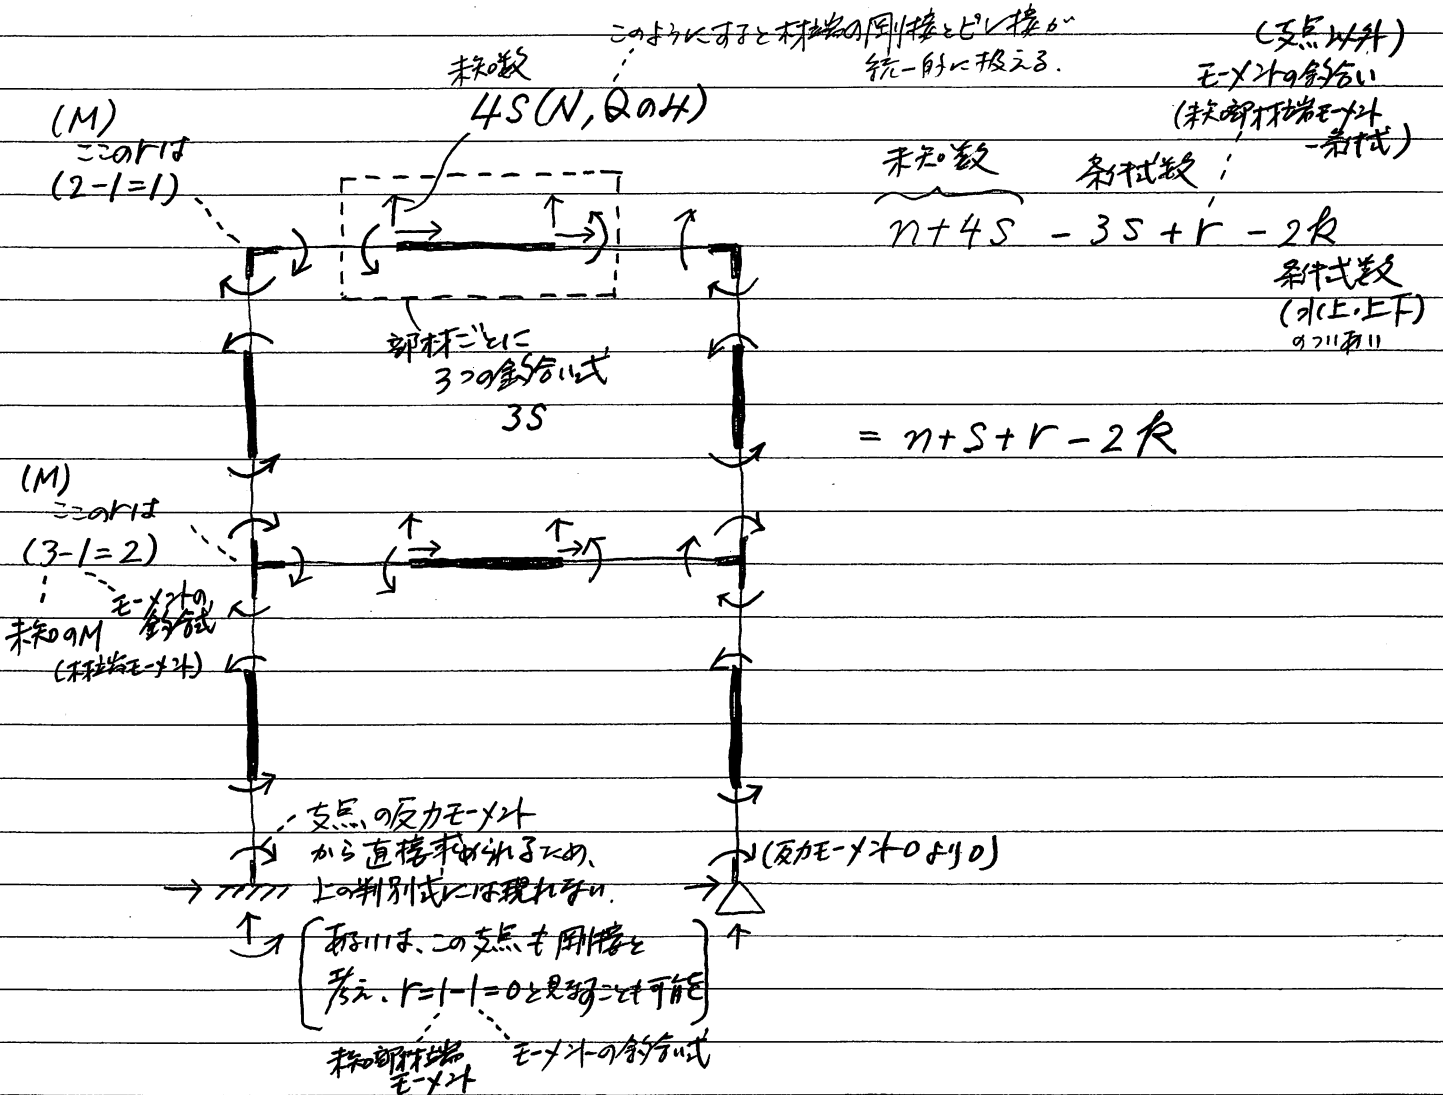 このようにすると材端の剛接とピン接が
統一的に扱える.
未知数
4S(N,Qのみ)
(支点以外)
モーメントの釣合い
(未知部材材端モーメント
-条件式)
(M)
ここのrは
(2-1=1)
未知数
条件式数
n+4S - 3S+r - 2k
条件式数
(水平・上下)
のつりあい
部材ごとに
3つの釣合い式
3S
= n+S+r-2k
(M)
ここのrは
(3-1=2)
モーメントの
釣合式
未知のM
(材端モーメント)
支点の反力モーメント
から直接求められるため、
上の判別式には現れない.
(反力モーメント0より0)
あるいは、この支点も剛接と
考え、r=1-1=0と見なすことも可能
未知部材材端
モーメント
モーメントの釣合い式